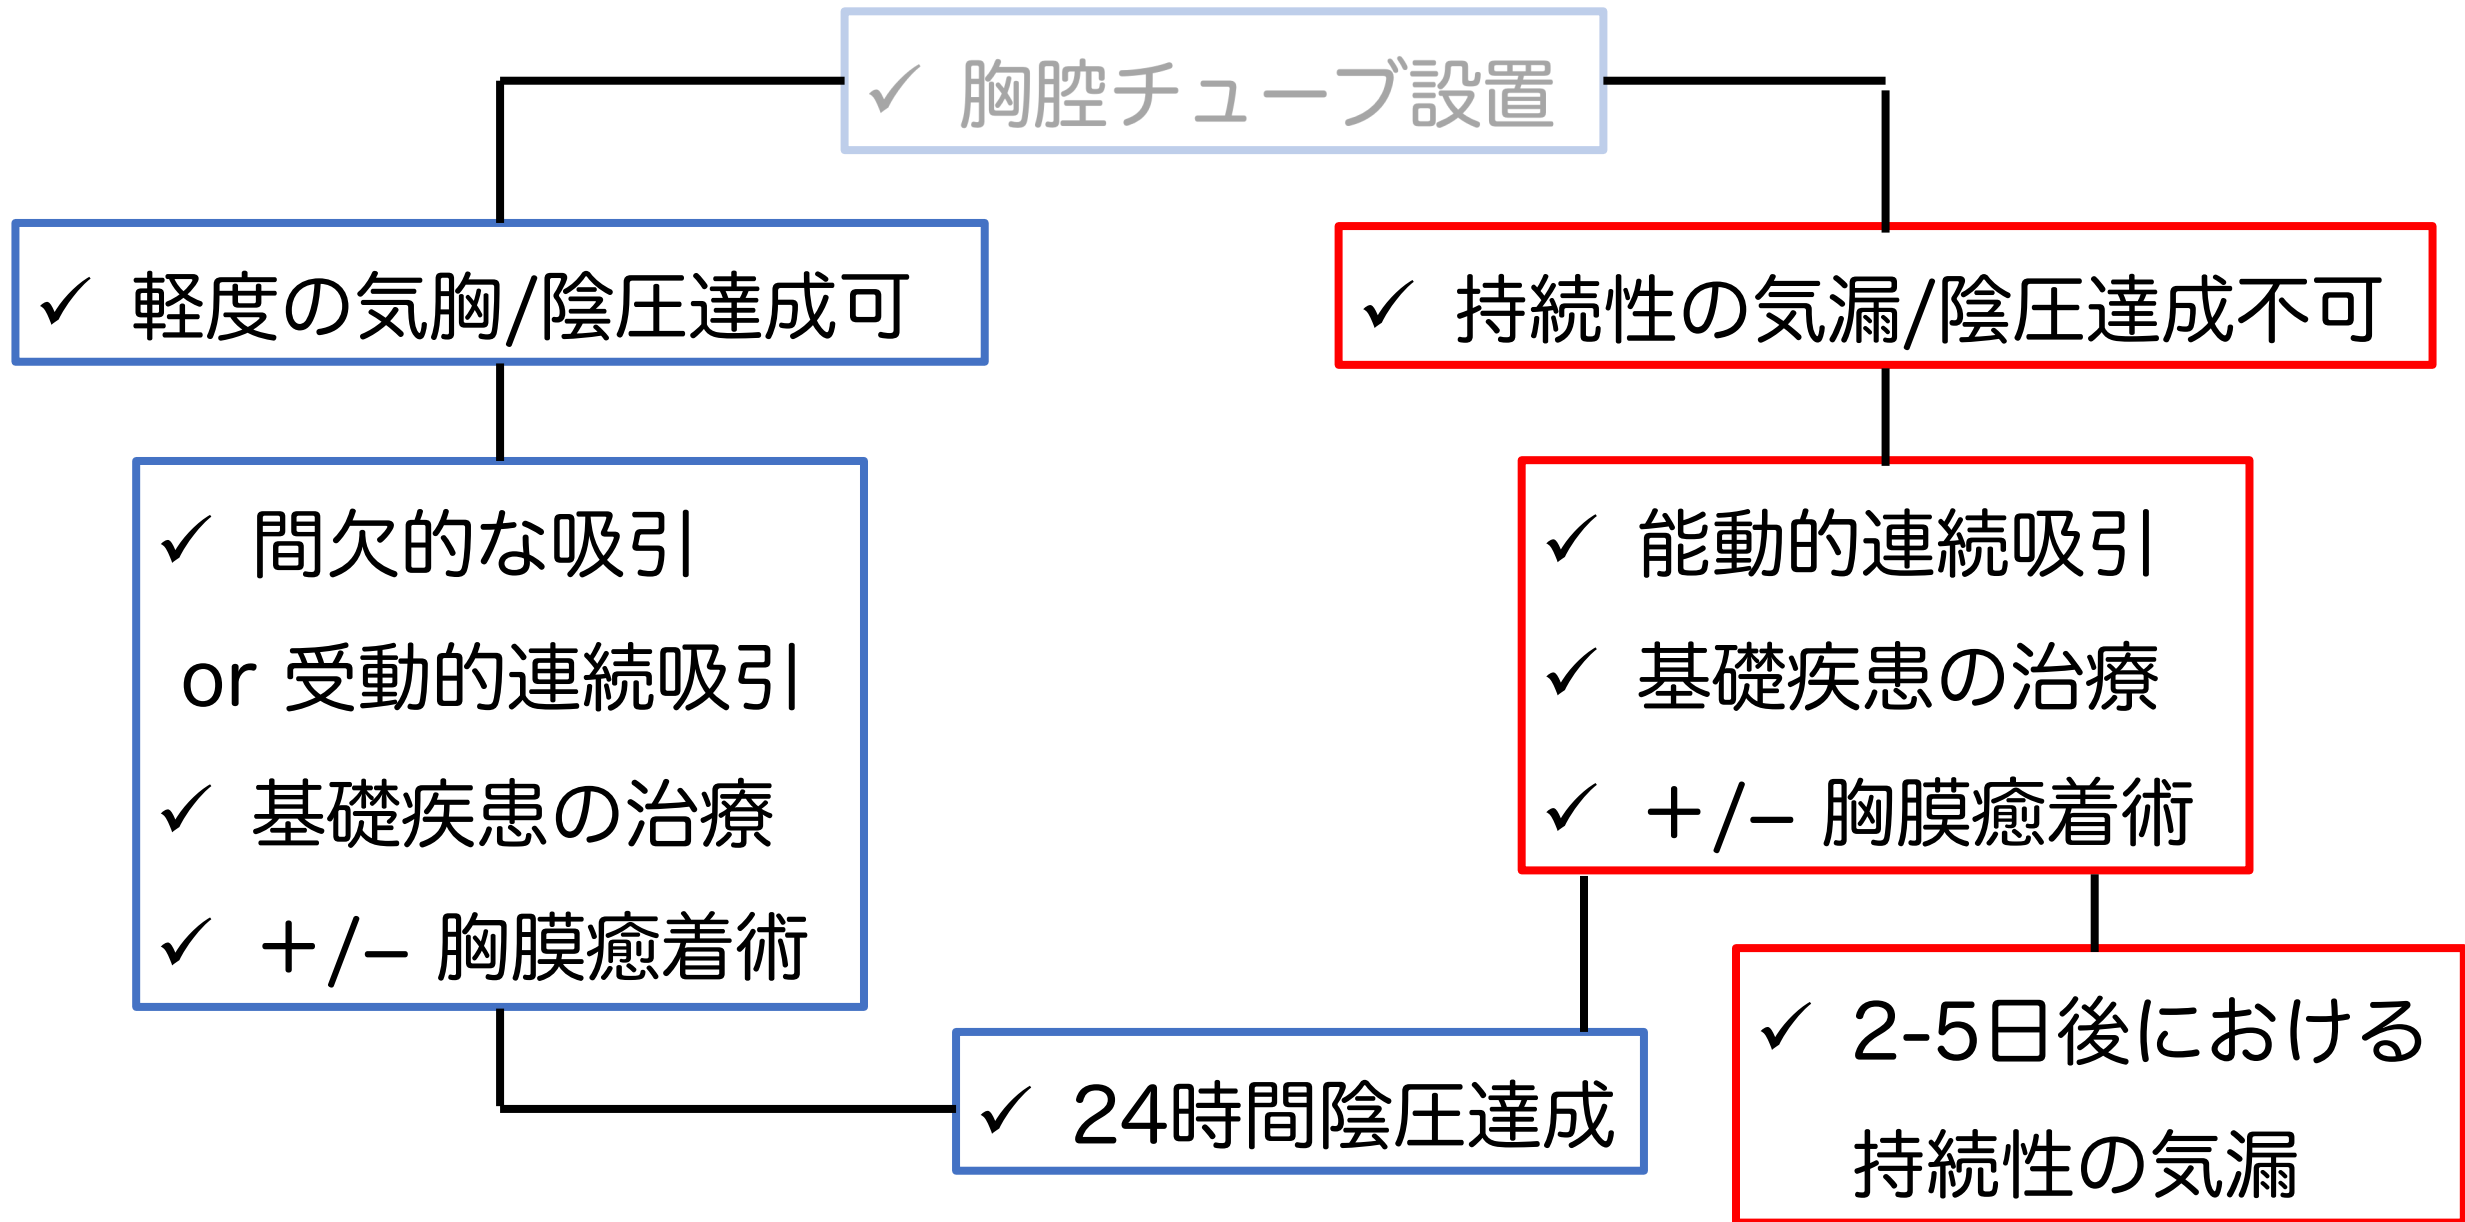 ✓ 胸腔チューブ設置
✓ 軽度の気胸/陰圧達成可
✓ 持続性の気漏/陰圧達成不可
✓ 間欠的な吸引
or 受動的連続吸引
✓ 基礎疾患の治療
✓ +/− 胸膜癒着術
✓ 能動的連続吸引
✓ 基礎疾患の治療
✓ +/− 胸膜癒着術
✓ 24時間陰圧達成
✓ 2-5日後における
持続性の気漏